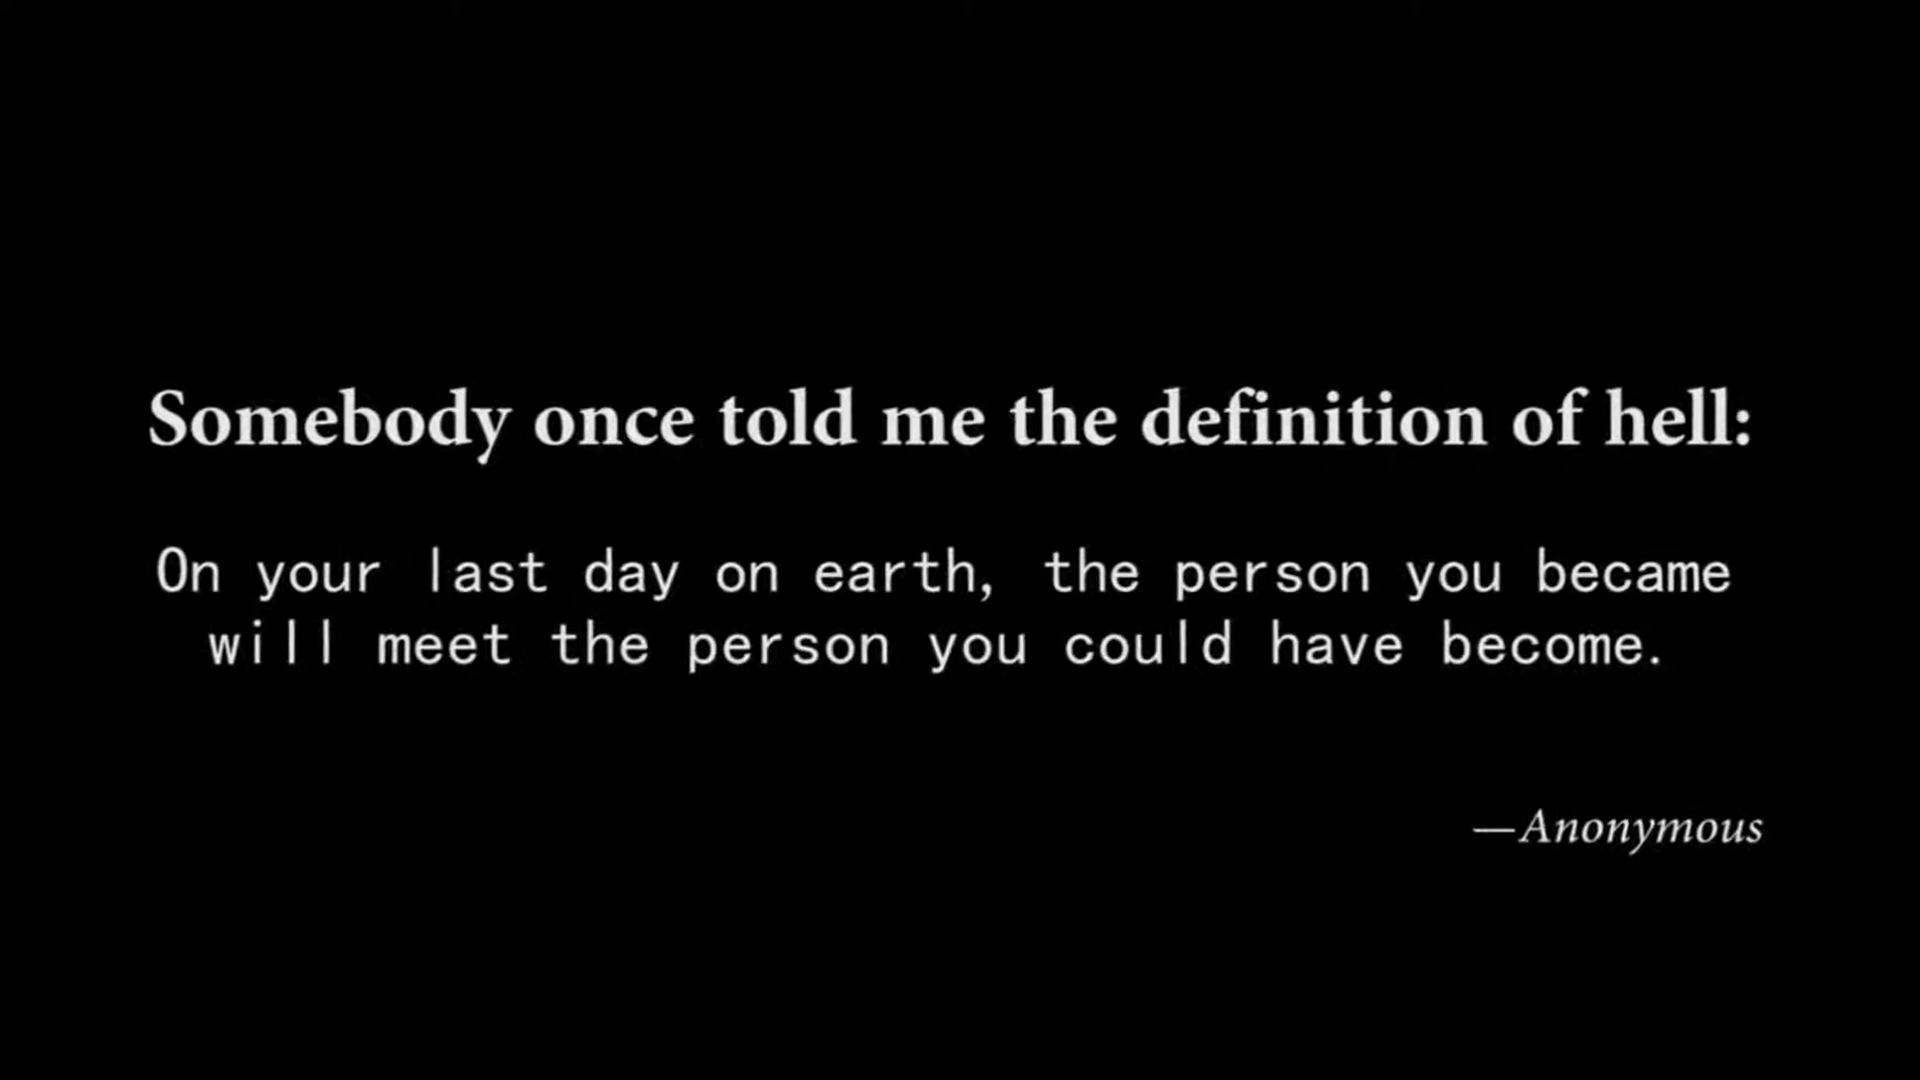 Somebody once told me the definition of hell:
On your last day on earth, the person you became
will meet the person you could have become.
—Anonymous